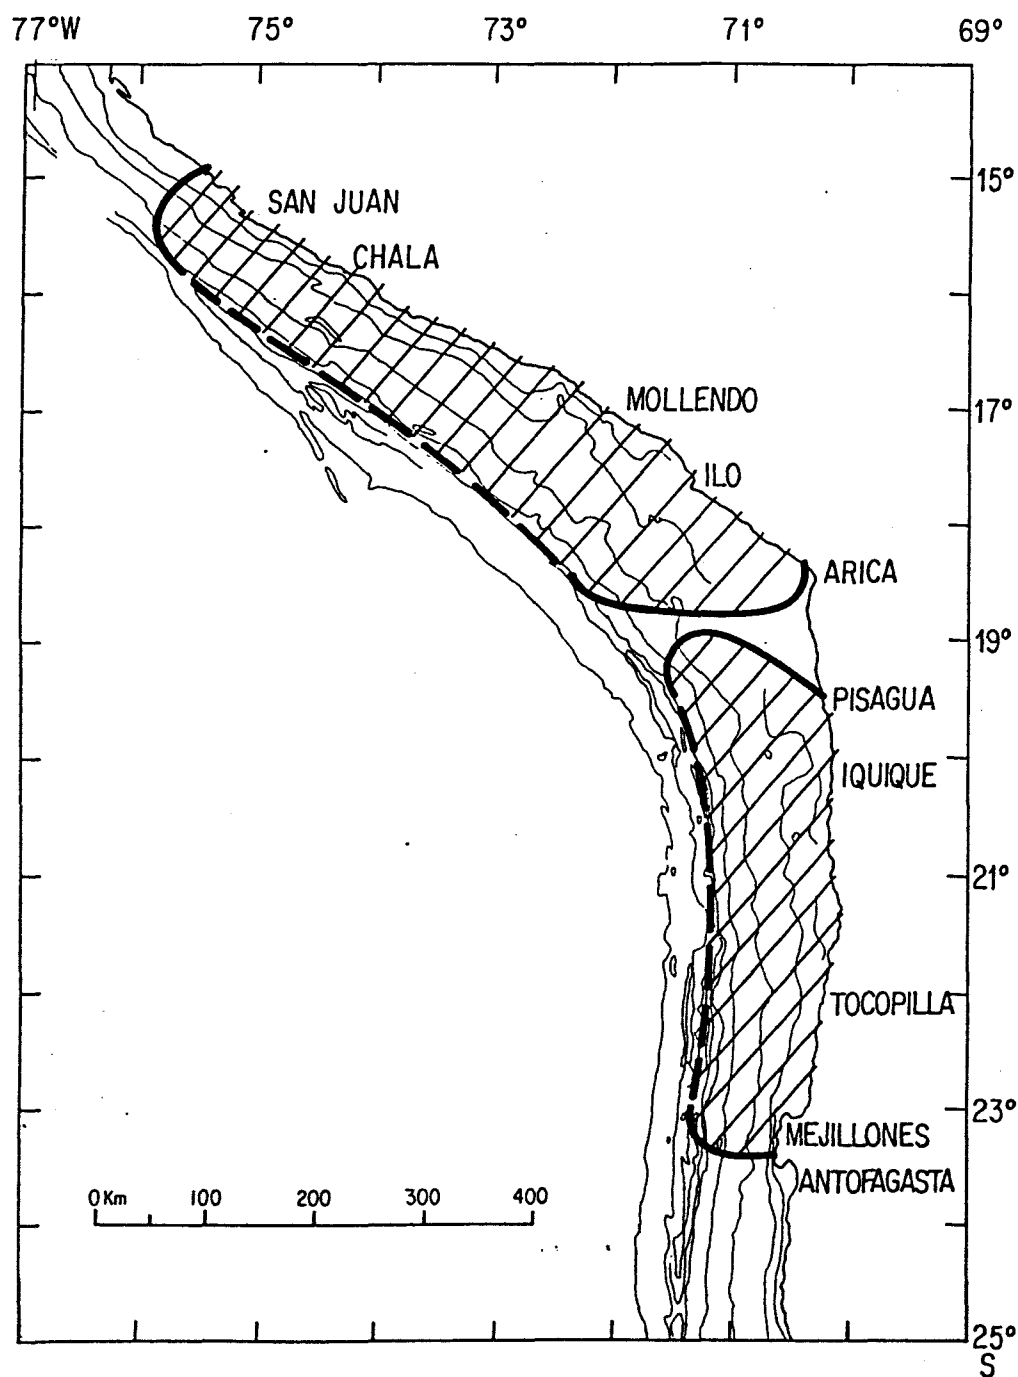 77°W 75° 73° 71° 69°
15°
SAN JUAN
CHALA
MOLLENDO
17°
ILO
ARICA
19°
PISAGUA
IQUIQUE
21°
TOCOPILLA
23°
MEJILLONES
ANTOFAGASTA
0 Km 100 200 300 400
25°
S